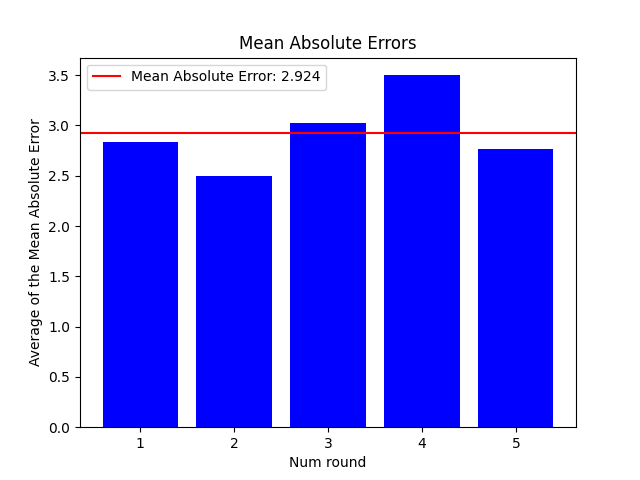 Mean Absolute Errors
Mean Absolute Error: 2.924
Average of the Mean Absolute Error
3.5
3.0
2.5
2.0
1.5
1.0
0.5
0.0
1 2 3 4 5
Num round